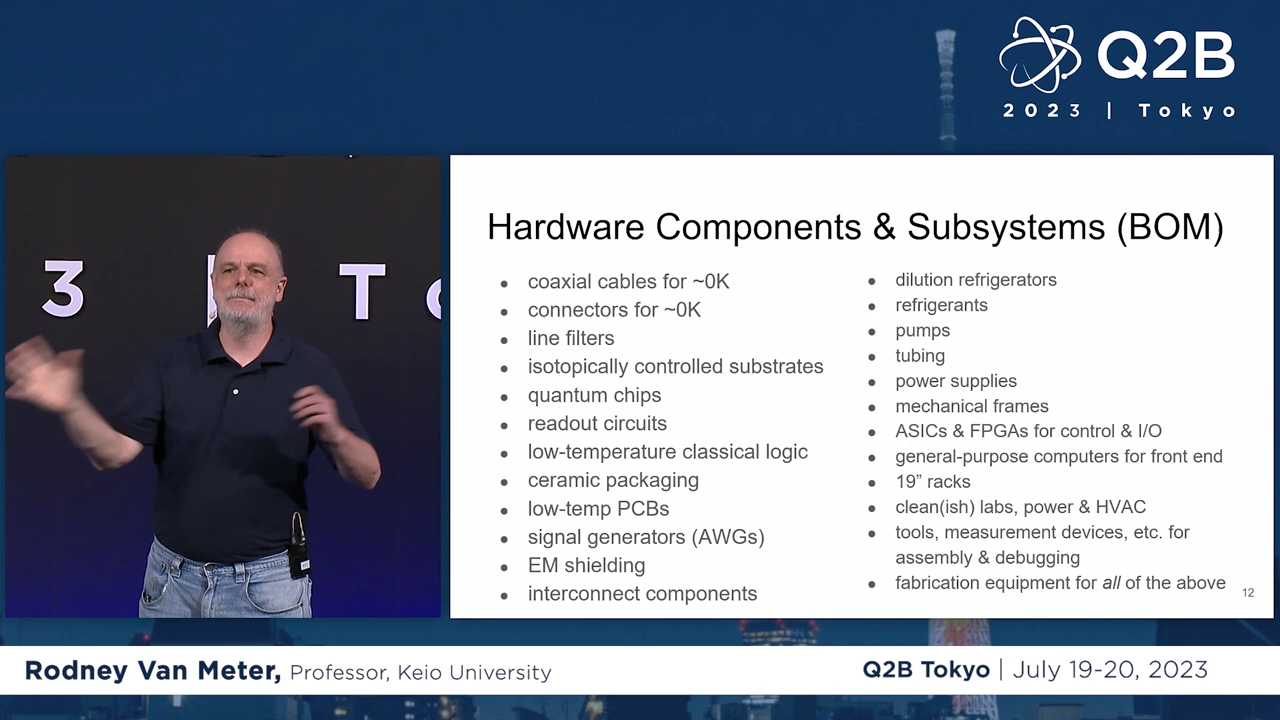 Q2B
2023 | Tokyo
3 T
Hardware Components & Subsystems (BOM)
• coaxial cables for ~0K
• connectors for ~0K
• line filters
• isotopically controlled substrates
• quantum chips
• readout circuits
• low-temperature classical logic
• ceramic packaging
• low-temp PCBs
• signal generators (AWGs)
• EM shielding
• interconnect components
• dilution refrigerators
• refrigerants
• pumps
• tubing
• power supplies
• mechanical frames
• ASICs & FPGAs for control & I/O
• general-purpose computers for front end
• 19” racks
• clean(ish) labs, power & HVAC
• tools, measurement devices, etc. for
assembly & debugging
• fabrication equipment for all of the above
12
Rodney Van Meter, Professor, Keio University
Q2B Tokyo | July 19-20, 2023